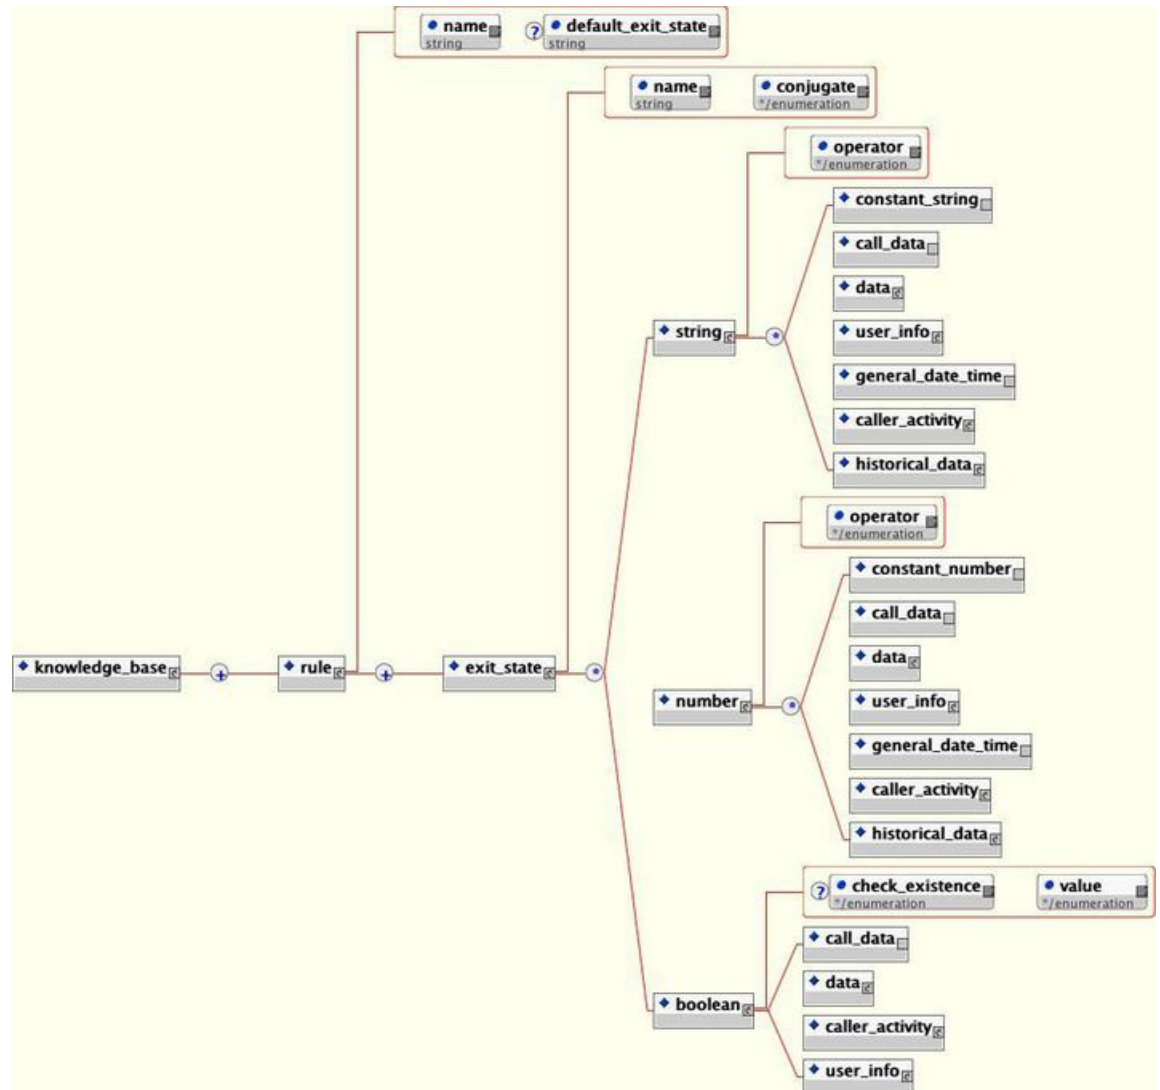 name
string
? default_exit_state
string
name
string
conjugate
*/enumeration
operator
*/enumeration
constant_string
call_data
data
string
*
user_info
general_date_time
caller_activity
historical_data
operator
*/enumeration
constant_number
call_data
data
knowledge_base
+
rule
+
exit_state
*
number
*
user_info
general_date_time
caller_activity
historical_data
? check_existence
*/enumeration
value
*/enumeration
call_data
data
boolean
caller_activity
user_info